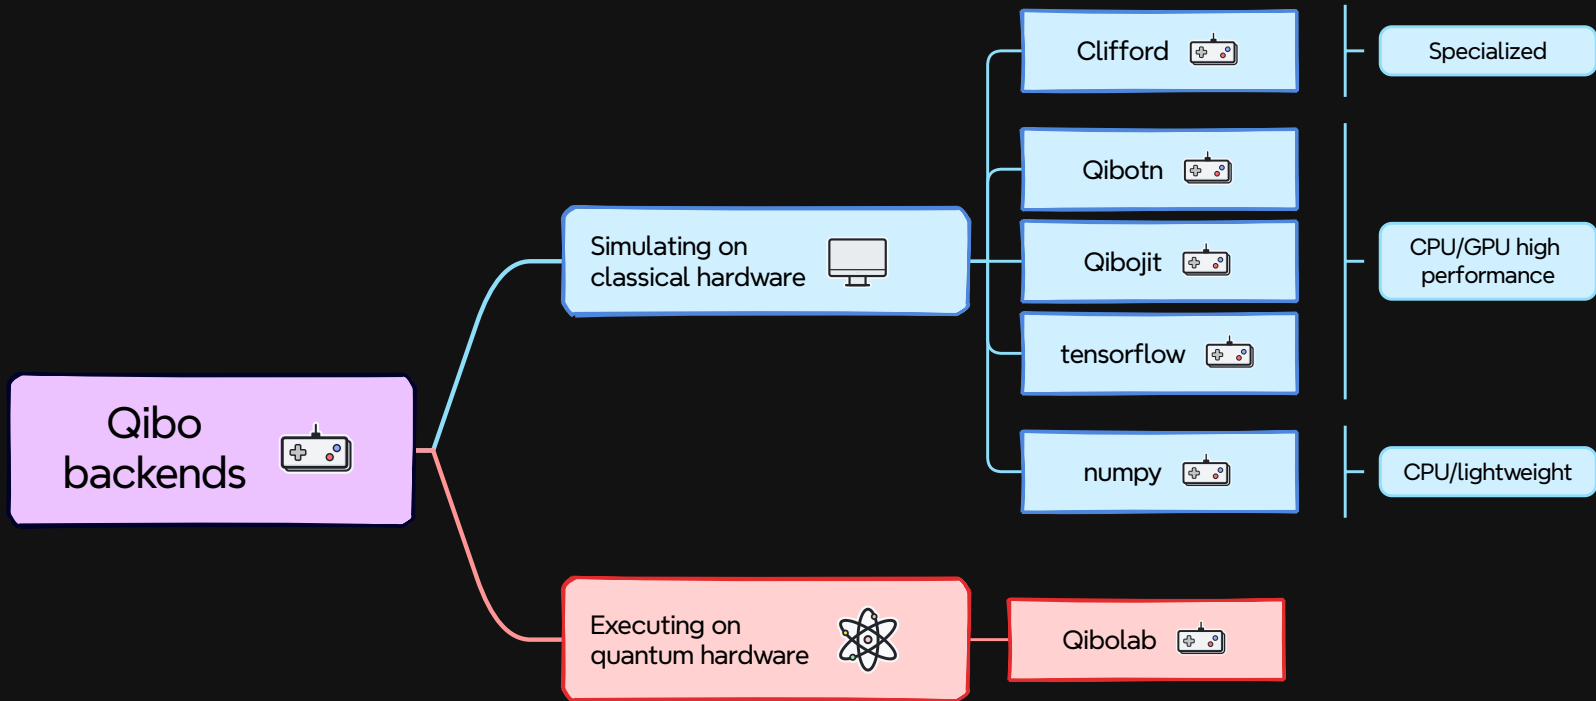 Qibo
backends
Simulating on
classical hardware
Clifford
Specialized
Qibotn
Qibojit
tensorflow
CPU/GPU high
performance
numpy
CPU/lightweight
Executing on
quantum hardware
Qibolab